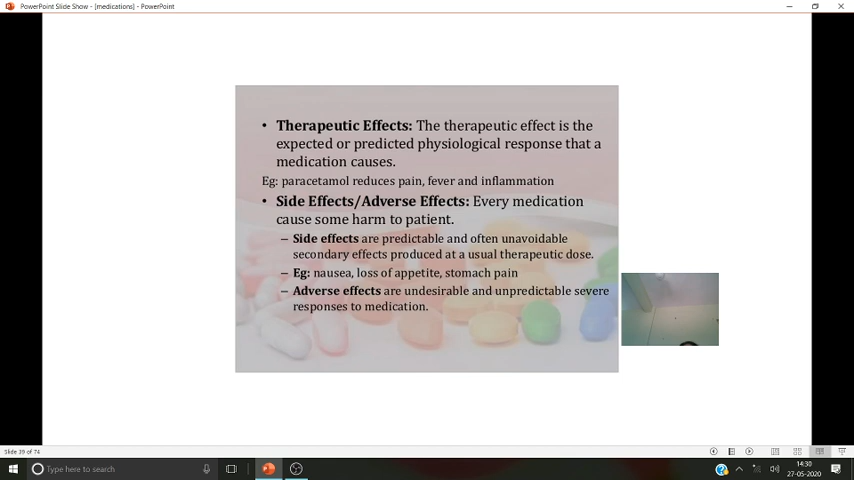 PowerPoint Slide Show - [medications] - PowerPoint
• Therapeutic Effects: The therapeutic effect is the
expected or predicted physiological response that a
medication causes.
Eg: paracetamol reduces pain, fever and inflammation
• Side Effects/Adverse Effects: Every medication
cause some harm to patient.
– Side effects are predictable and often unavoidable
secondary effects produced at a usual therapeutic dose.
– Eg: nausea, loss of appetite, stomach pain
– Adverse effects are undesirable and unpredictable severe
responses to medication.
Slide 39 of 74
Type here to search
14:30
27-05-2020